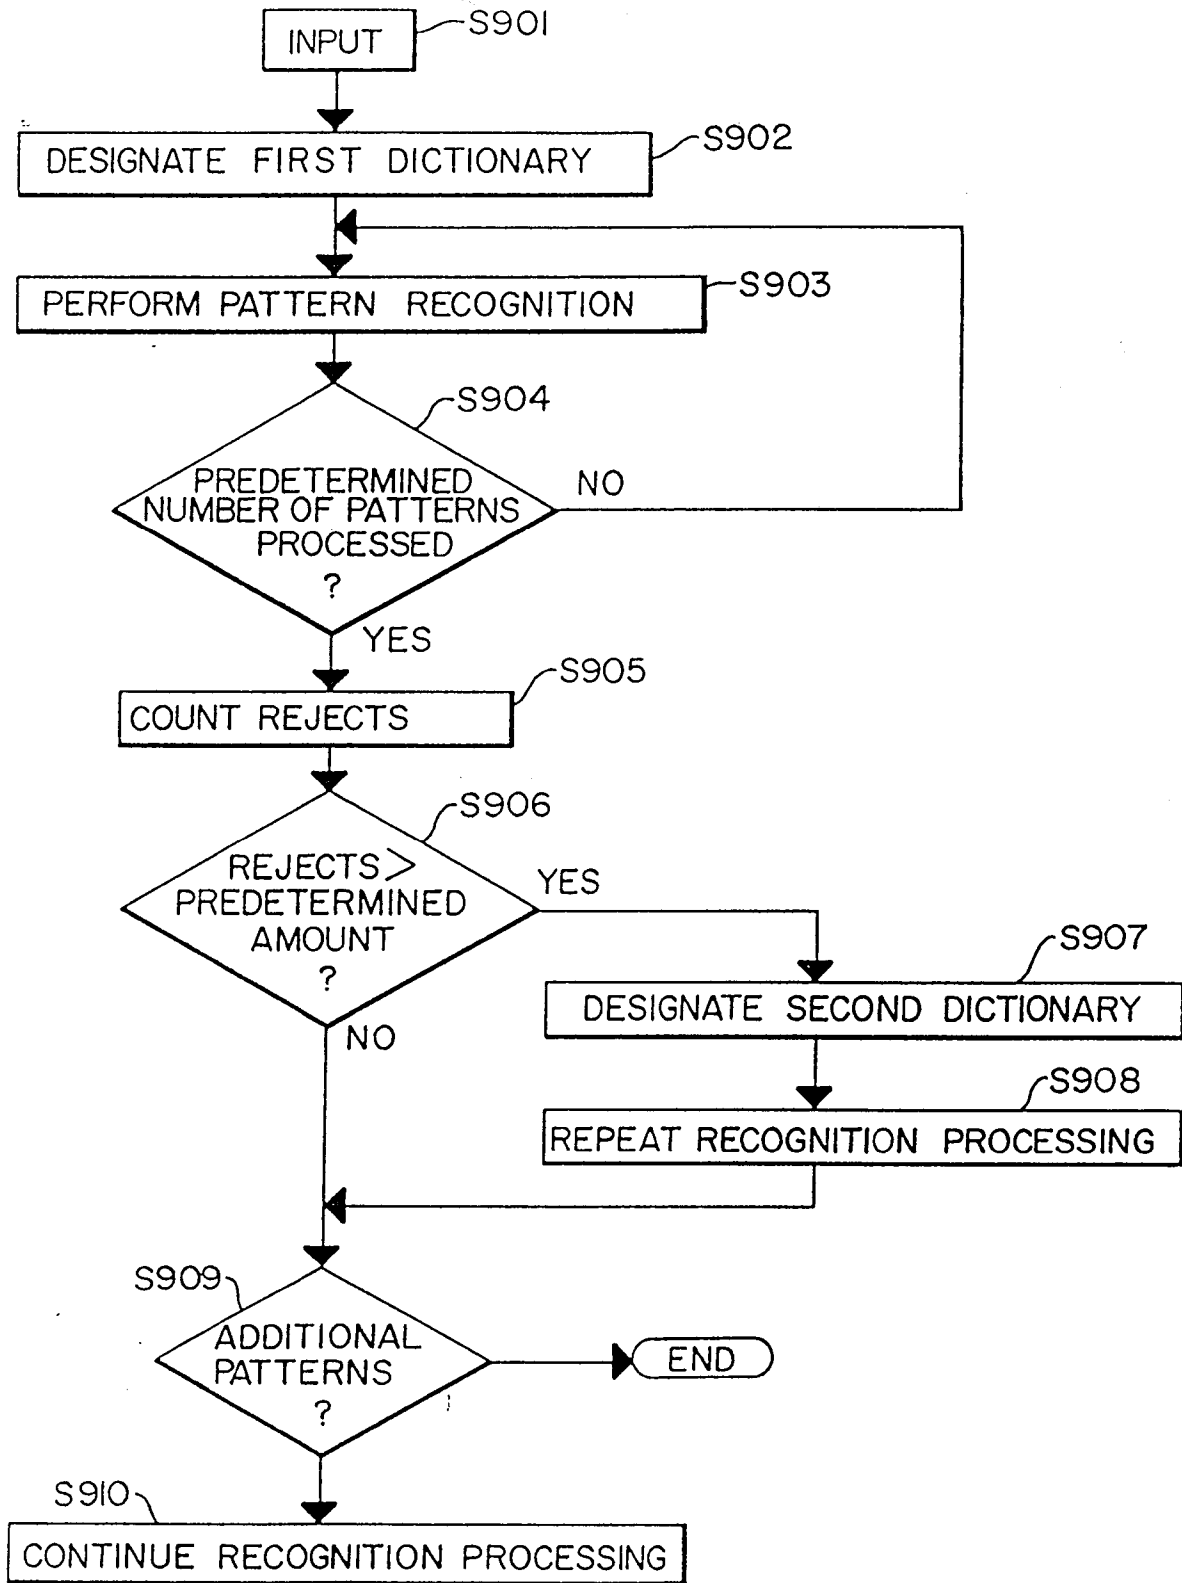 INPUT
S901
DESIGNATE FIRST DICTIONARY
S902
PERFORM PATTERN RECOGNITION
S903
S904
PREDETERMINED
NUMBER OF PATTERNS
PROCESSED
?
NO
YES
COUNT REJECTS
S905
S906
REJECTS >
PREDETERMINED
AMOUNT
?
YES
NO
S907
DESIGNATE SECOND DICTIONARY
S908
REPEAT RECOGNITION PROCESSING
S909
ADDITIONAL
PATTERNS
?
END
S910
CONTINUE RECOGNITION PROCESSING